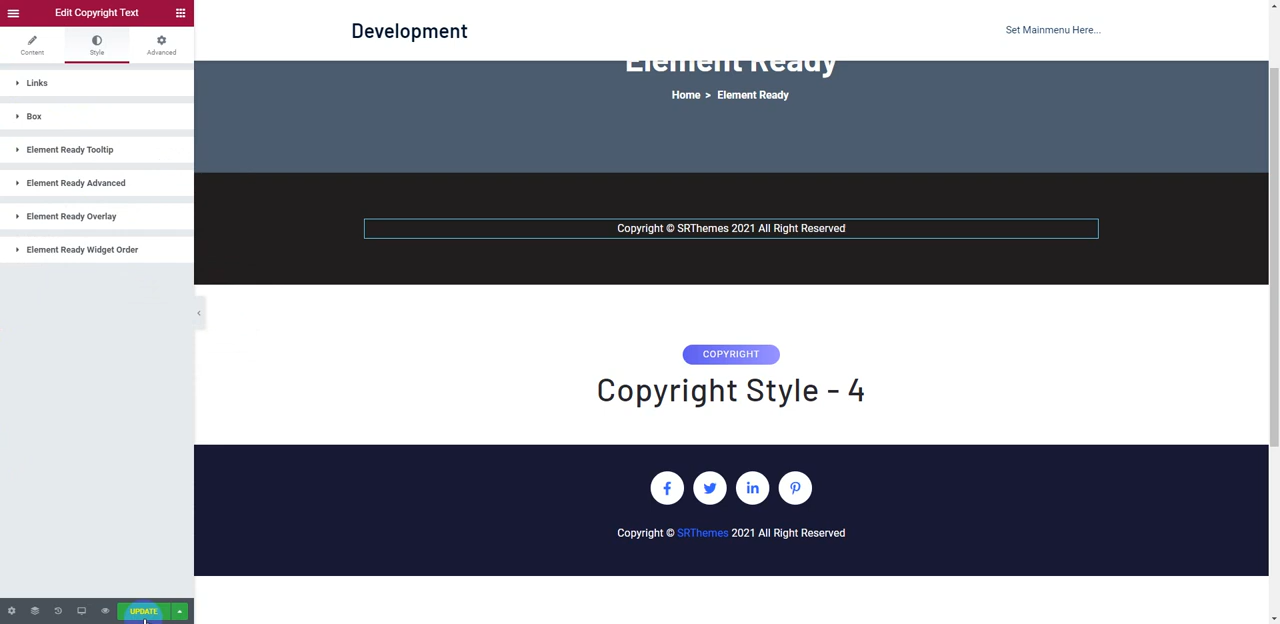 Edit Copyright Text
Content
Style
Advanced
Links
Box
Element Ready Tooltip
Element Ready Advanced
Element Ready Overlay
Element Ready Widget Order
UPDATE
Development
Set Mainmenu Here...
Element Ready
Home > Element Ready
Copyright © SRThemes 2021 All Right Reserved
COPYRIGHT
Copyright Style - 4
Copyright © SRThemes 2021 All Right Reserved